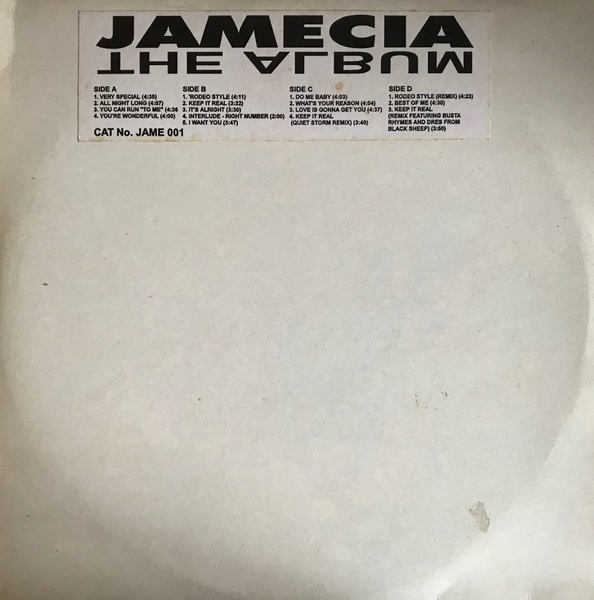 JAMECIA
THE ALBUM
SIDE A
1. VERY SPECIAL (4:35)
2. ALL NIGHT LONG (4:07)
3. YOU CAN RUN "TO ME" (4:36
4. YOU'RE WONDERFUL (4:00)
SIDE B
1. 'RODEO STYLE (4:11)
2. KEEP IT REAL (3:22)
3. IT'S ALRIGHT (3:30)
4. INTERLUDE - RIGHT NUMBER (2:00)
5. I WANT YOU (3:47)
SIDE C
1. DO ME BABY (4:03)
2. WHAT'S YOUR REASON (4:04)
3. LOVE IS GONNA GET YOU (4:37)
4. KEEP IT REAL
(QUIET STORM REMIX) (3:40)
SIDE D
1. RODEO STYLE (REMIX) (4:23)
2. BEST OF ME (4:30)
3. KEEP IT REAL
(REMIX FEATURING BUSTA
RHYMES AND DRES FROM
BLACK SHEEP) (3:50)
CAT No. JAME 001